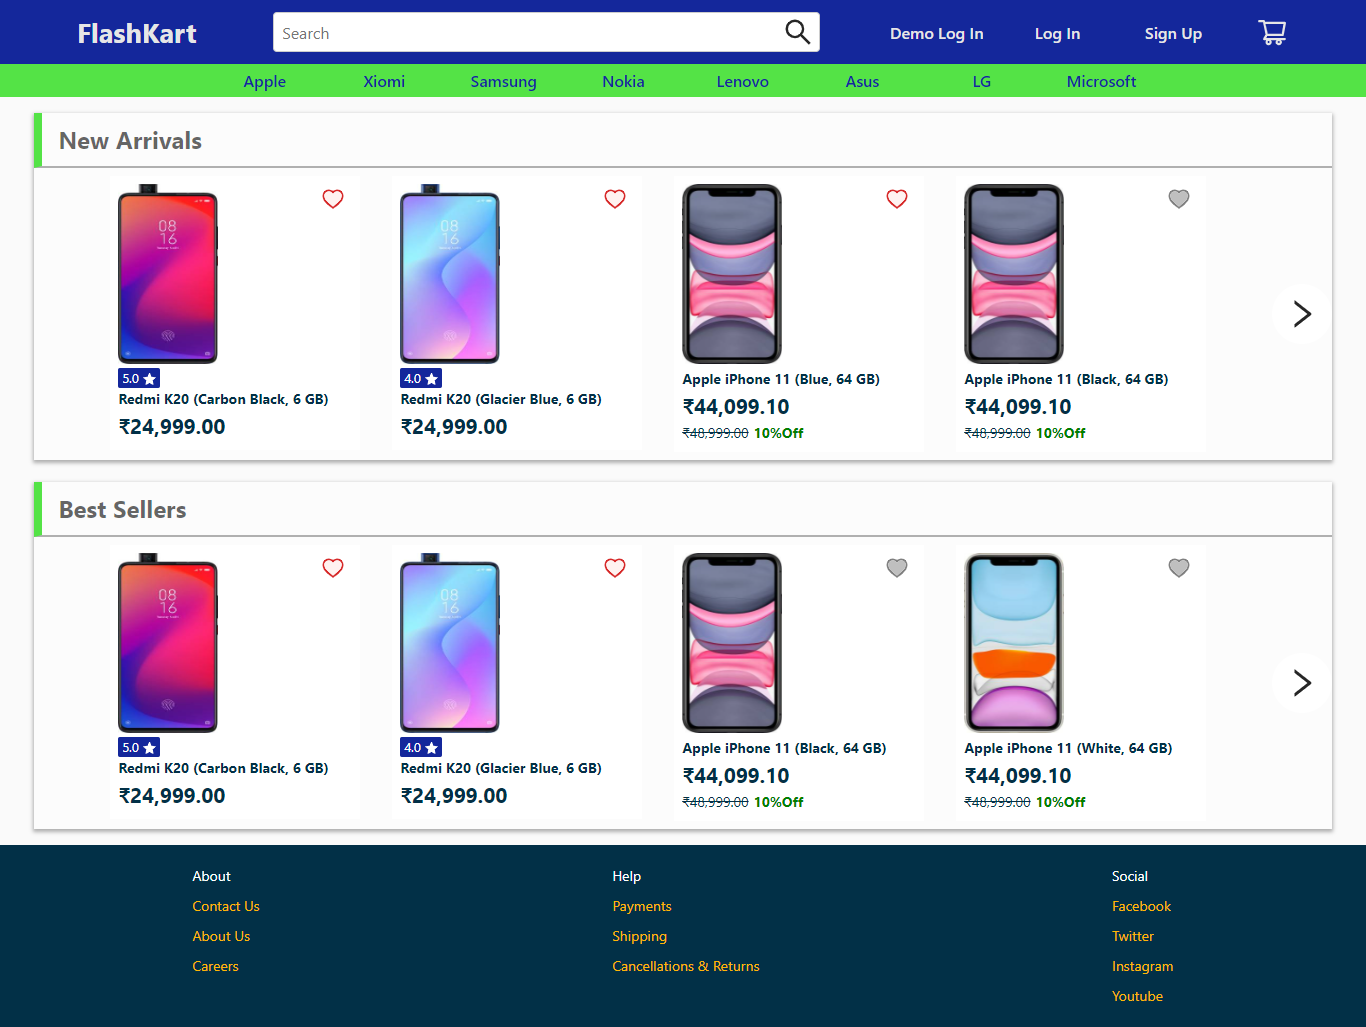 FlashKart
Search
Demo Log In
Log In
Sign Up
Apple
Xiomi
Samsung
Nokia
Lenovo
Asus
LG
Microsoft
New Arrivals
08
16
5.0
Redmi K20 (Carbon Black, 6 GB)
₹24,999.00
08
16
4.0
Redmi K20 (Glacier Blue, 6 GB)
₹24,999.00
Apple iPhone 11 (Blue, 64 GB)
₹44,099.10
₹48,999.00 10%Off
Apple iPhone 11 (Black, 64 GB)
₹44,099.10
₹48,999.00 10%Off
Best Sellers
08
16
5.0
Redmi K20 (Carbon Black, 6 GB)
₹24,999.00
08
16
4.0
Redmi K20 (Glacier Blue, 6 GB)
₹24,999.00
Apple iPhone 11 (Black, 64 GB)
₹44,099.10
₹48,999.00 10%Off
Apple iPhone 11 (White, 64 GB)
₹44,099.10
₹48,999.00 10%Off
About
Contact Us
About Us
Careers
Help
Payments
Shipping
Cancellations & Returns
Social
Facebook
Twitter
Instagram
Youtube